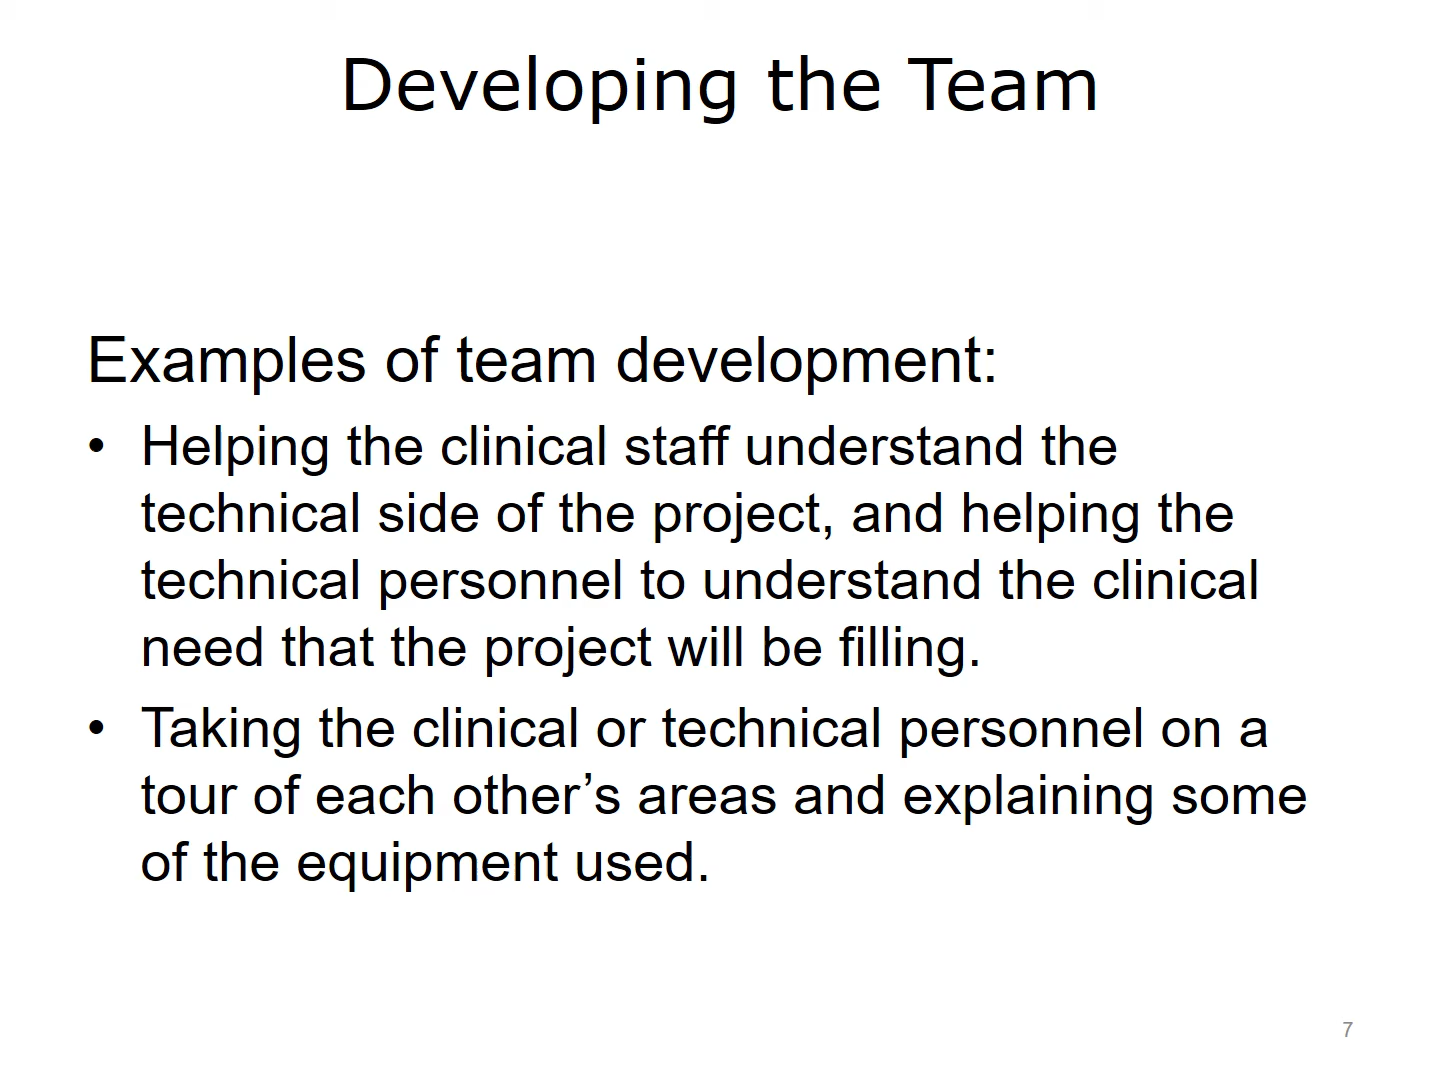 Developing the Team
Examples of team development:
• Helping the clinical staff understand the
technical side of the project, and helping the
technical personnel to understand the clinical
need that the project will be filling.
• Taking the clinical or technical personnel on a
tour of each other’s areas and explaining some
of the equipment used.
7